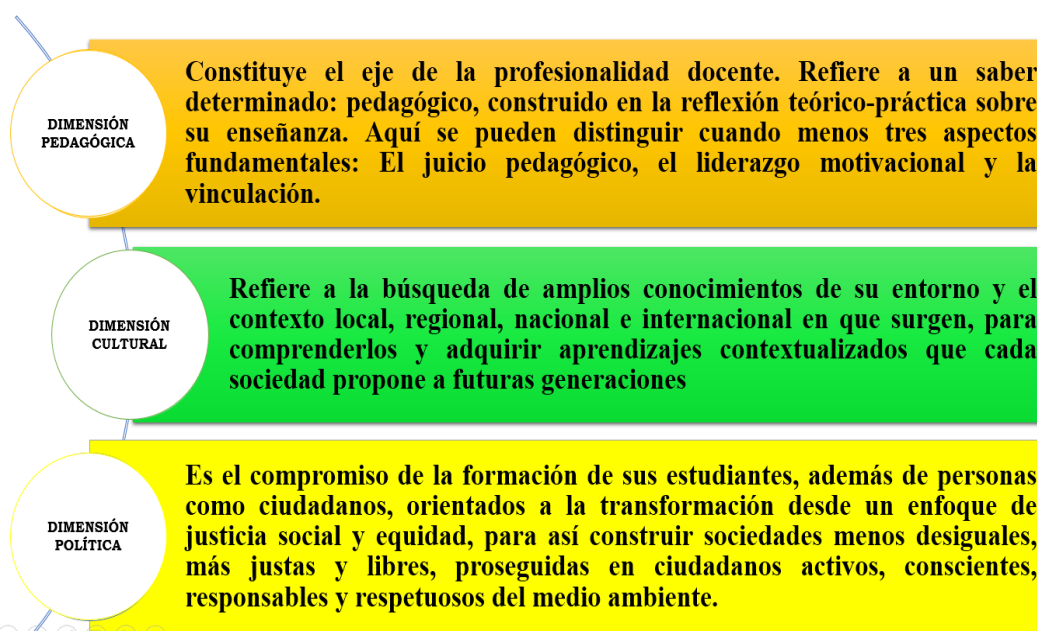 DIMENSIÓN
PEDAGÓGICA
Constituye el eje de la profesionalidad docente. Refiere a un saber
determinado: pedagógico, construido en la reflexión teórico-práctica sobre
su enseñanza. Aquí se pueden distinguir cuando menos tres aspectos
fundamentales: El juicio pedagógico, el liderazgo motivacional y la
vinculación.
DIMENSIÓN
CULTURAL
Refiere a la búsqueda de amplios conocimientos de su entorno y el
contexto local, regional, nacional e internacional en que surgen, para
comprenderlos y adquirir aprendizajes contextualizados que cada
sociedad propone a futuras generaciones
DIMENSIÓN
POLÍTICA
Es el compromiso de la formación de sus estudiantes, además de personas
como ciudadanos, orientados a la transformación desde un enfoque de
justicia social y equidad, para así construir sociedades menos desiguales,
más justas y libres, proseguidas en ciudadanos activos, conscientes,
responsables y respetuosos del medio ambiente.